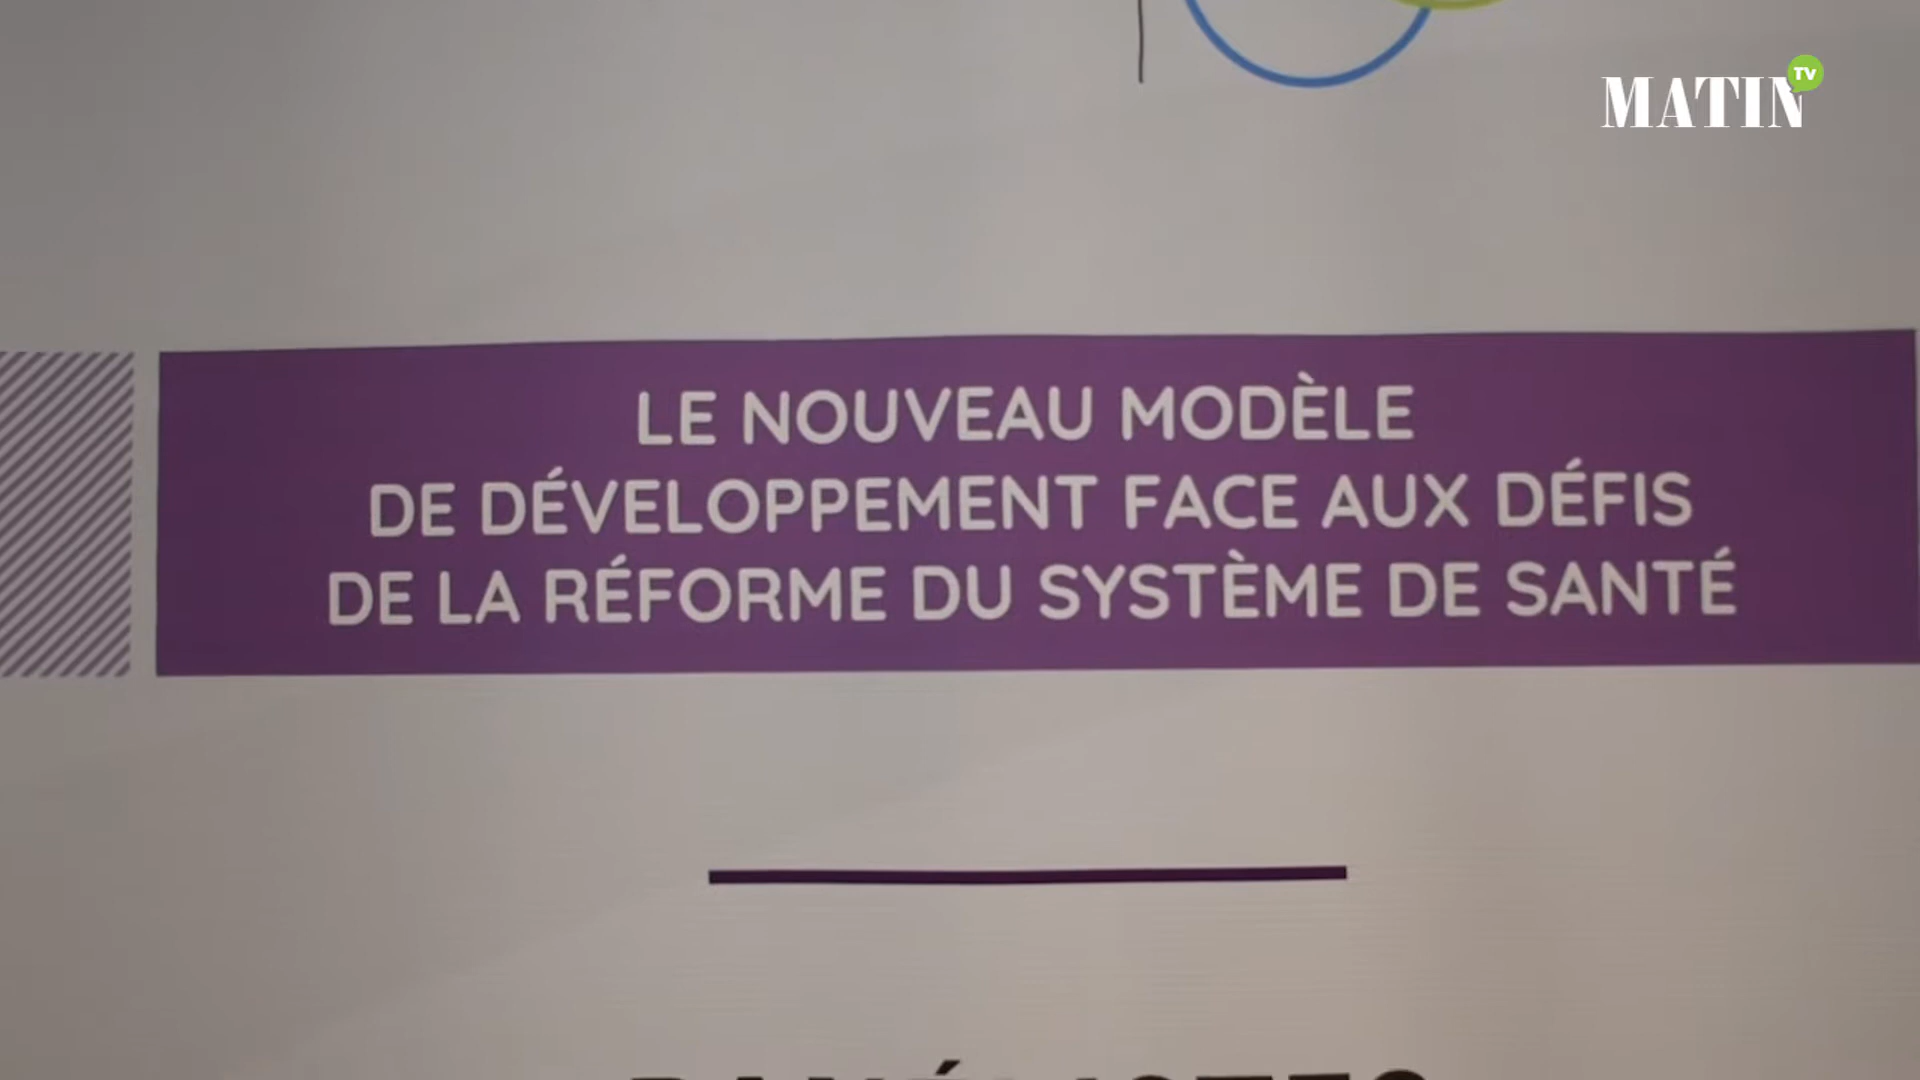 MATIN TV
LE NOUVEAU MODÈLE
DE DÉVELOPPEMENT FACE AUX DÉFIS
DE LA RÉFORME DU SYSTÈME DE SANTÉ